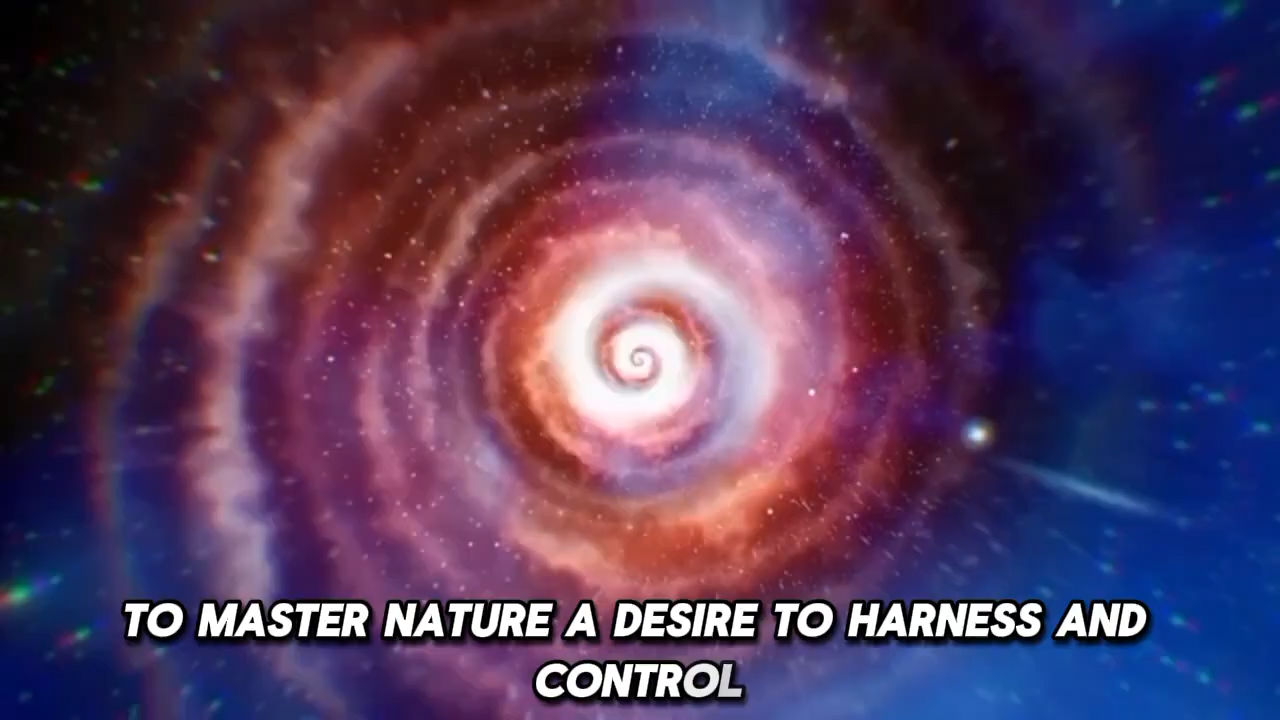 TO MASTER NATURE A DESIRE TO HARNESS AND
CONTROL